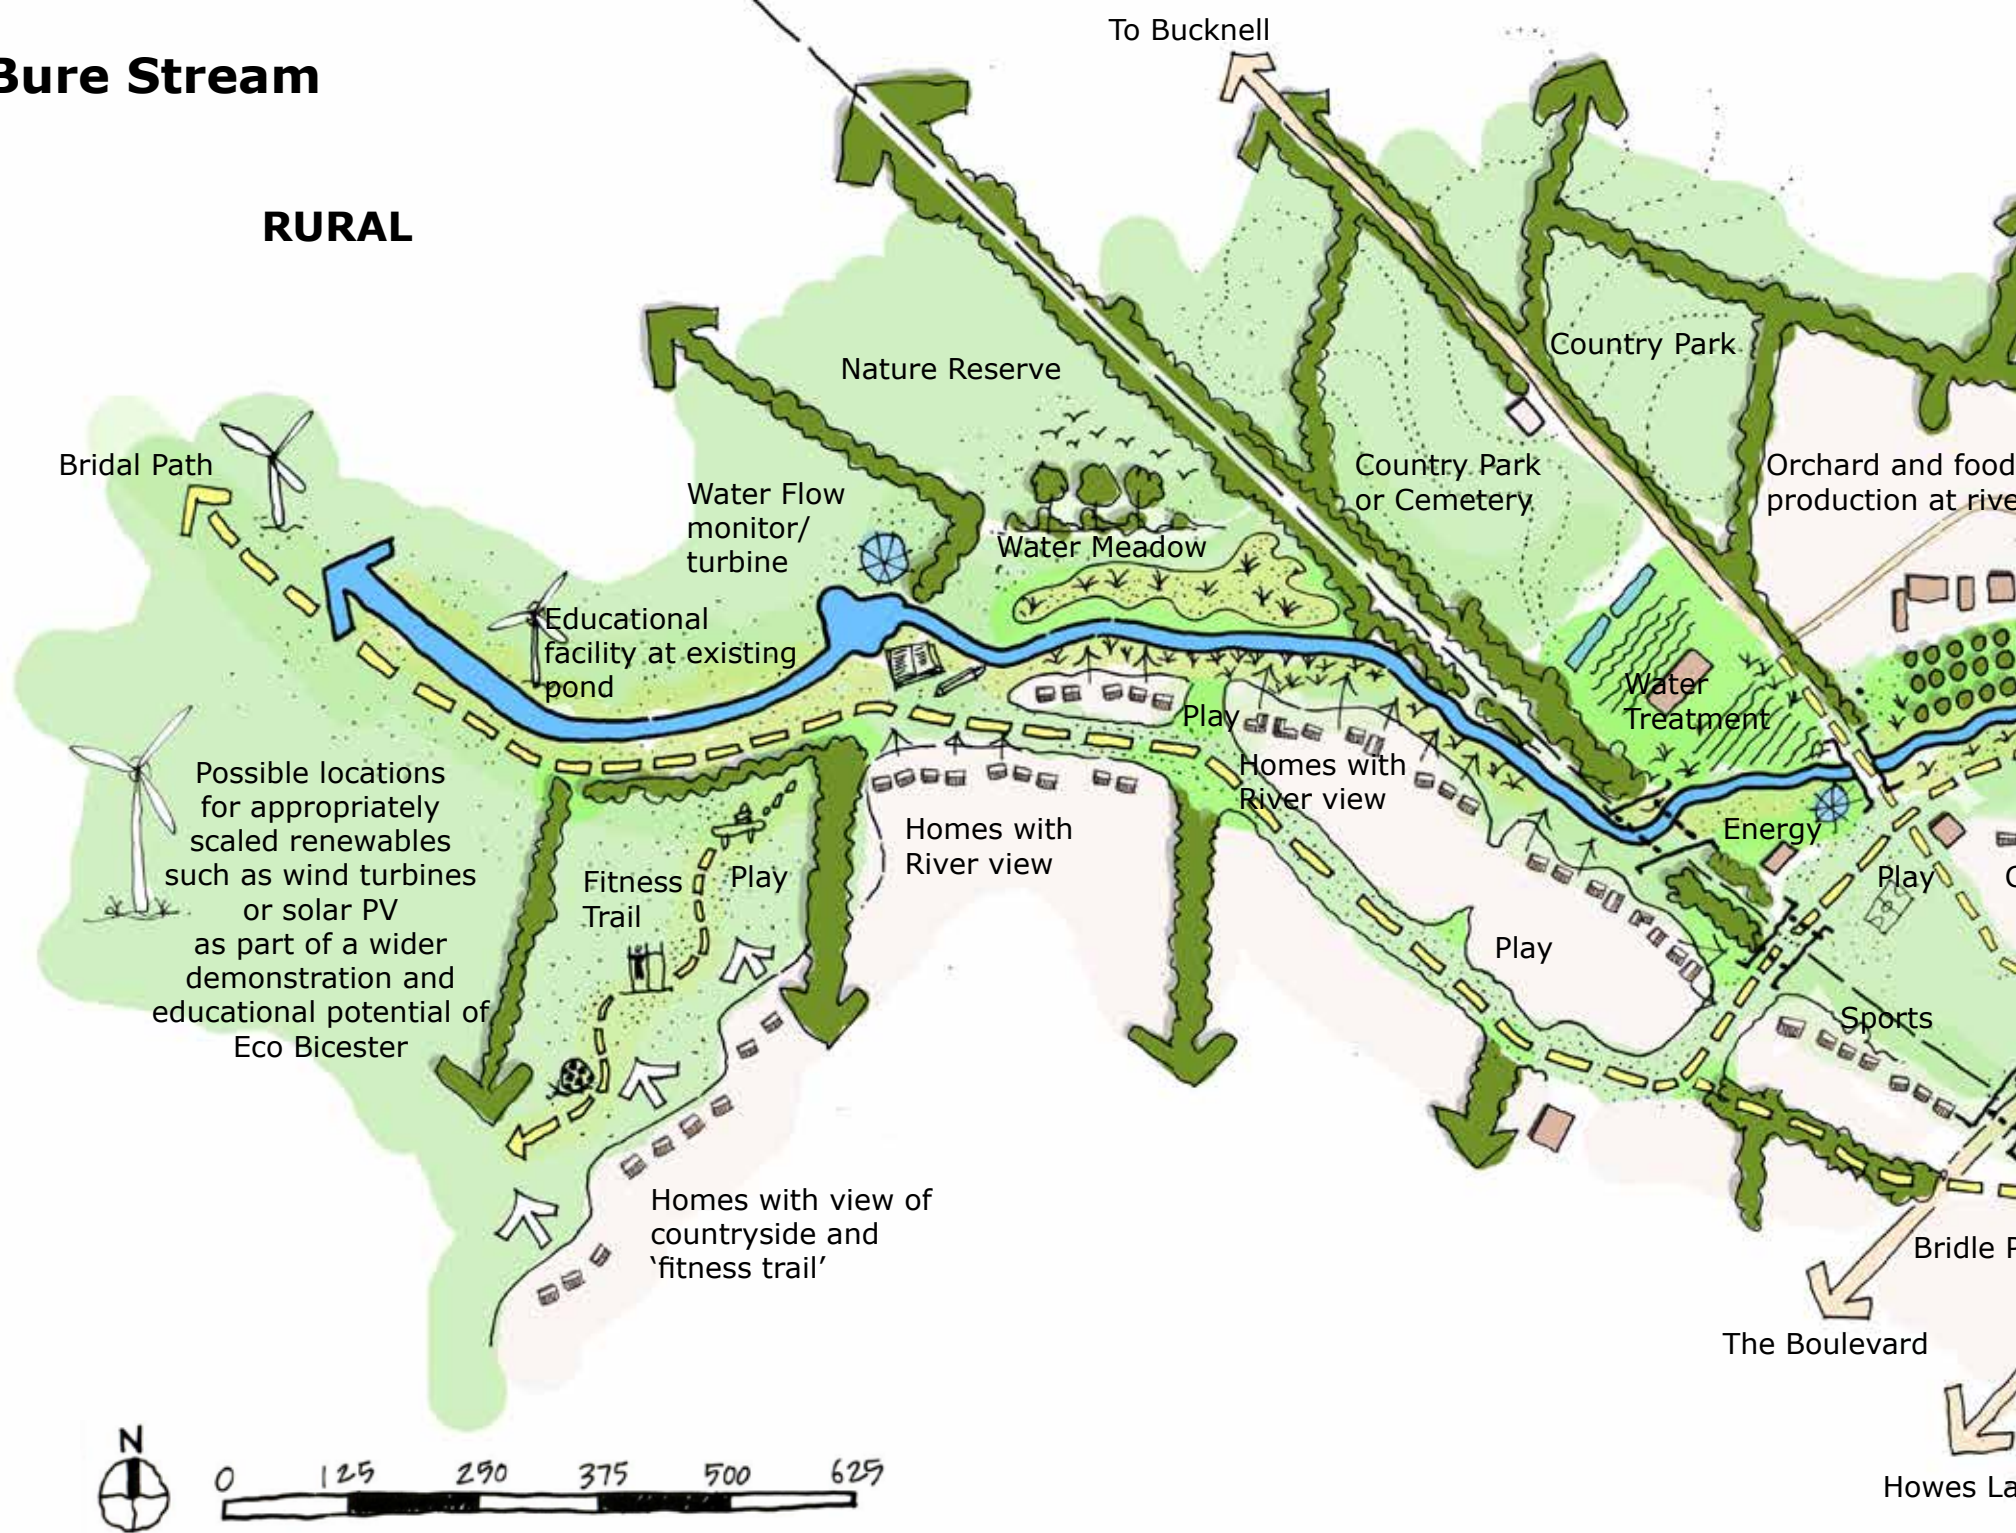 Bure Stream
To Bucknell
RURAL
Nature Reserve
Country Park
Bridal Path
Country Park
or Cemetery
Orchard and food
production at rive
Water Flow
monitor/
turbine
Water Meadow
Educational
facility at existing
pond
Water
Treatment
Play
Homes with
River view
Possible locations
for appropriately
scaled renewables
such as wind turbines
or solar PV
as part of a wider
demonstration and
educational potential of
Eco Bicester
Homes with
River view
Energy
Fitness
Trail
Play
Play
Play
Sports
Homes with view of
countryside and
‘fitness trail’
Bridle P
The Boulevard
Howes La
N
0 125 250 375 500 625